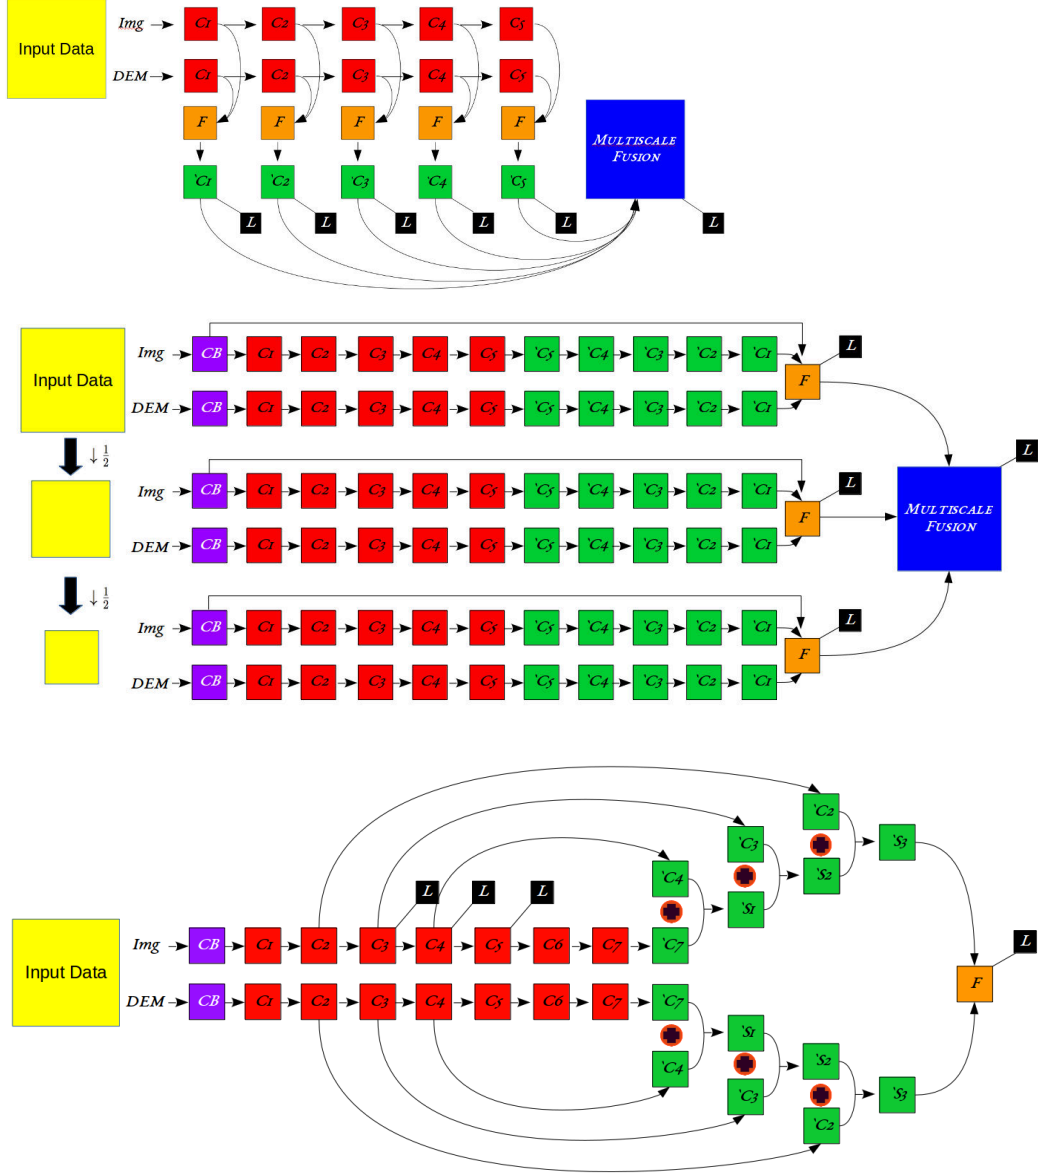 Img C1 C2 C3 C4 C5
Input Data
DEM C1 C2 C3 C4 C5
F F F F F
MULTISCALE
FUSION
`C1 `C2 `C3 `C4 `C5
L L L L L L
Img CB C1 C2 C3 C4 C5 `C5 `C4 `C3 `C2 `C1 L
Input Data
F
DEM CB C1 C2 C3 C4 C5 `C5 `C4 `C3 `C2 `C1
↓ 1/2
L
Img CB C1 C2 C3 C4 C5 `C5 `C4 `C3 `C2 `C1 L
F
MULTISCALE
FUSION
DEM CB C1 C2 C3 C4 C5 `C5 `C4 `C3 `C2 `C1
↓ 1/2
Img CB C1 C2 C3 C4 C5 `C5 `C4 `C3 `C2 `C1 L
F
DEM CB C1 C2 C3 C4 C5 `C5 `C4 `C3 `C2 `C1
`C2
`C3 `S3
`C4 `S2
L L L `S1
Img CB C1 C2 C3 C4 C5 C6 C7 `C7 L
Input Data
F
DEM CB C1 C2 C3 C4 C5 C6 C7 `C7
`S1
`C4 `S2
`C3 `S3
`C2